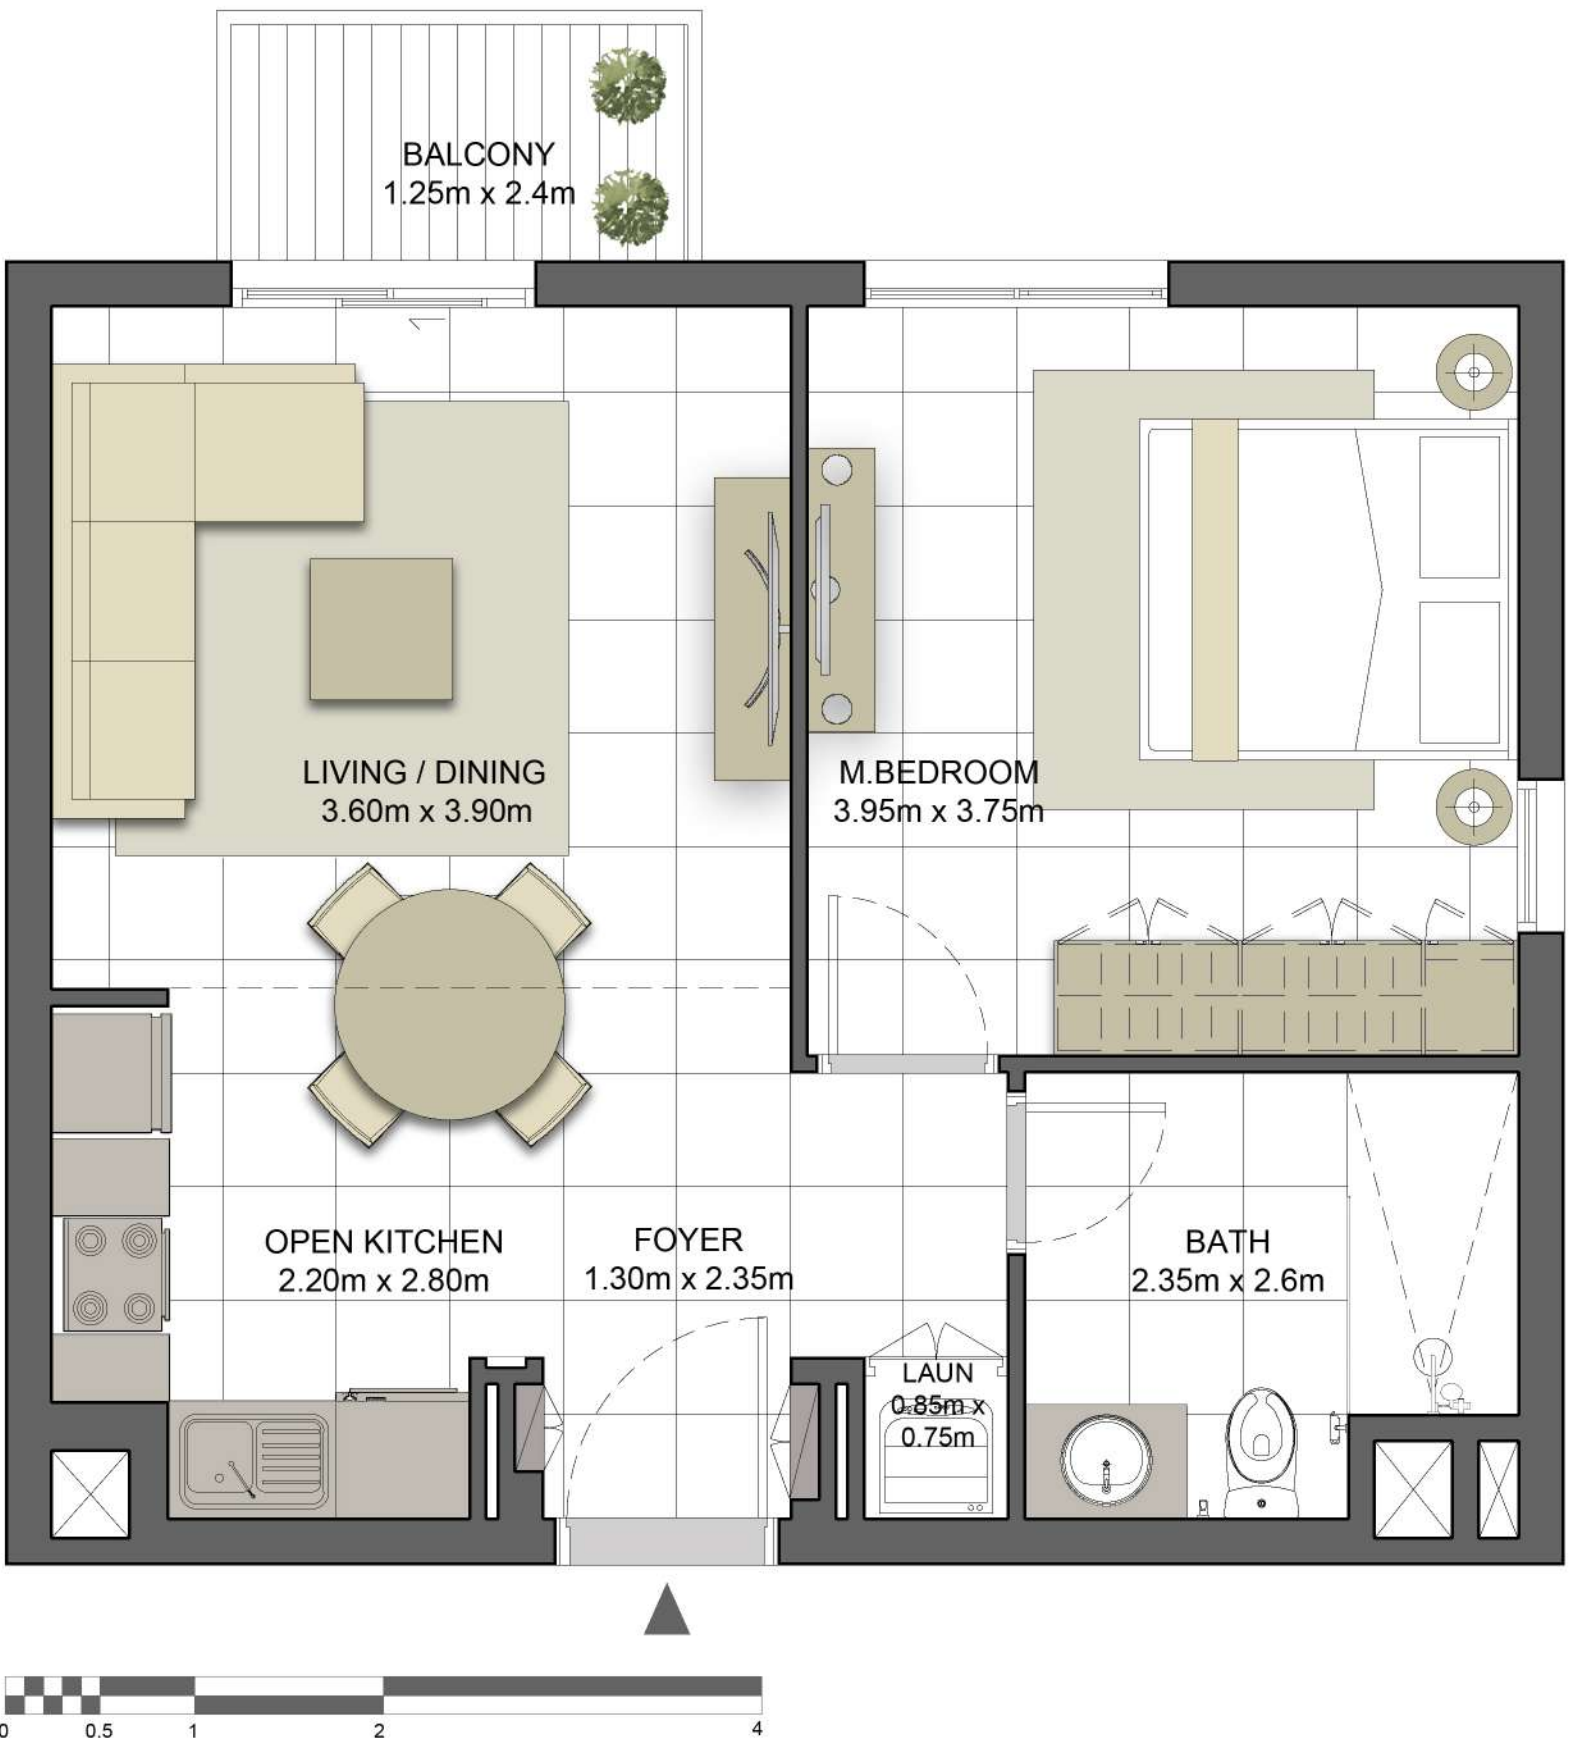 BALCONY
1.25m x 2.4m
LIVING / DINING
3.60m x 3.90m
M.BEDROOM
3.95m x 3.75m
OPEN KITCHEN
2.20m x 2.80m
FOYER
1.30m x 2.35m
BATH
2.35m x 2.6m
LAUN
0.85m x
0.75m
0 0.5 1 2 4